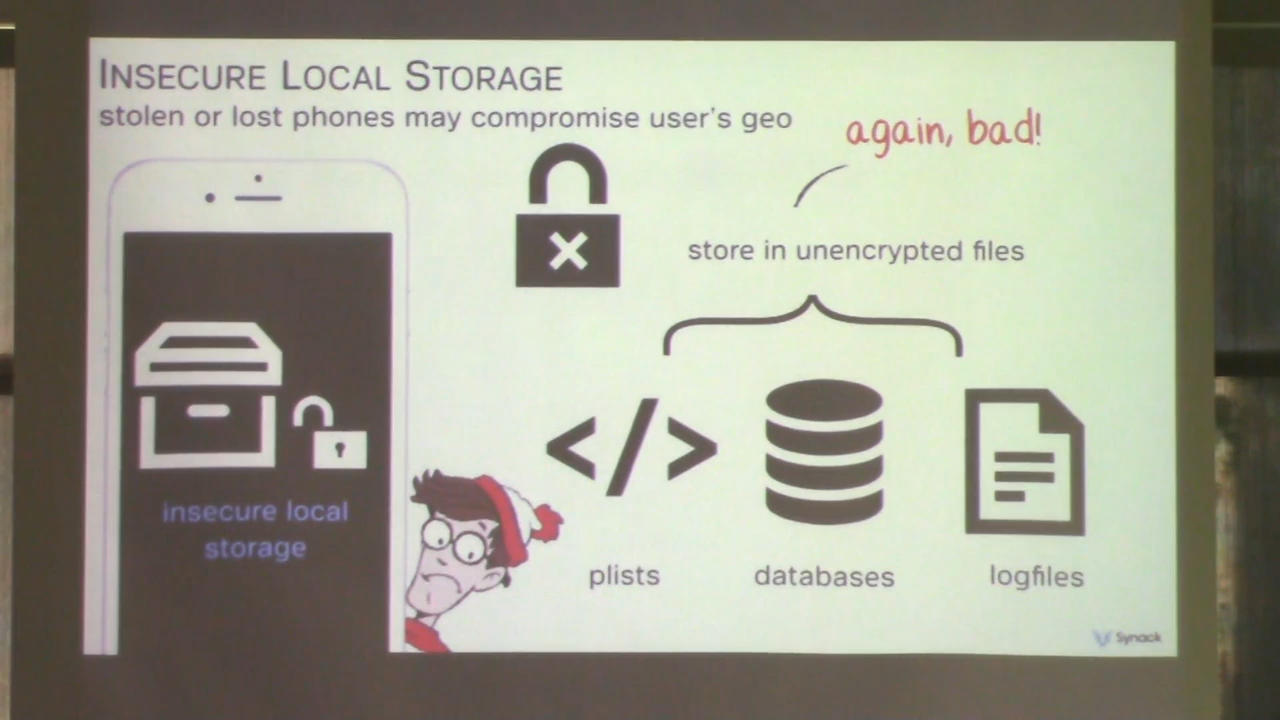 INSECURE LOCAL STORAGE
stolen or lost phones may compromise user's geo
again, bad!
store in unencrypted files
</>
insecure local
storage
plists
databases
logfiles
Synack